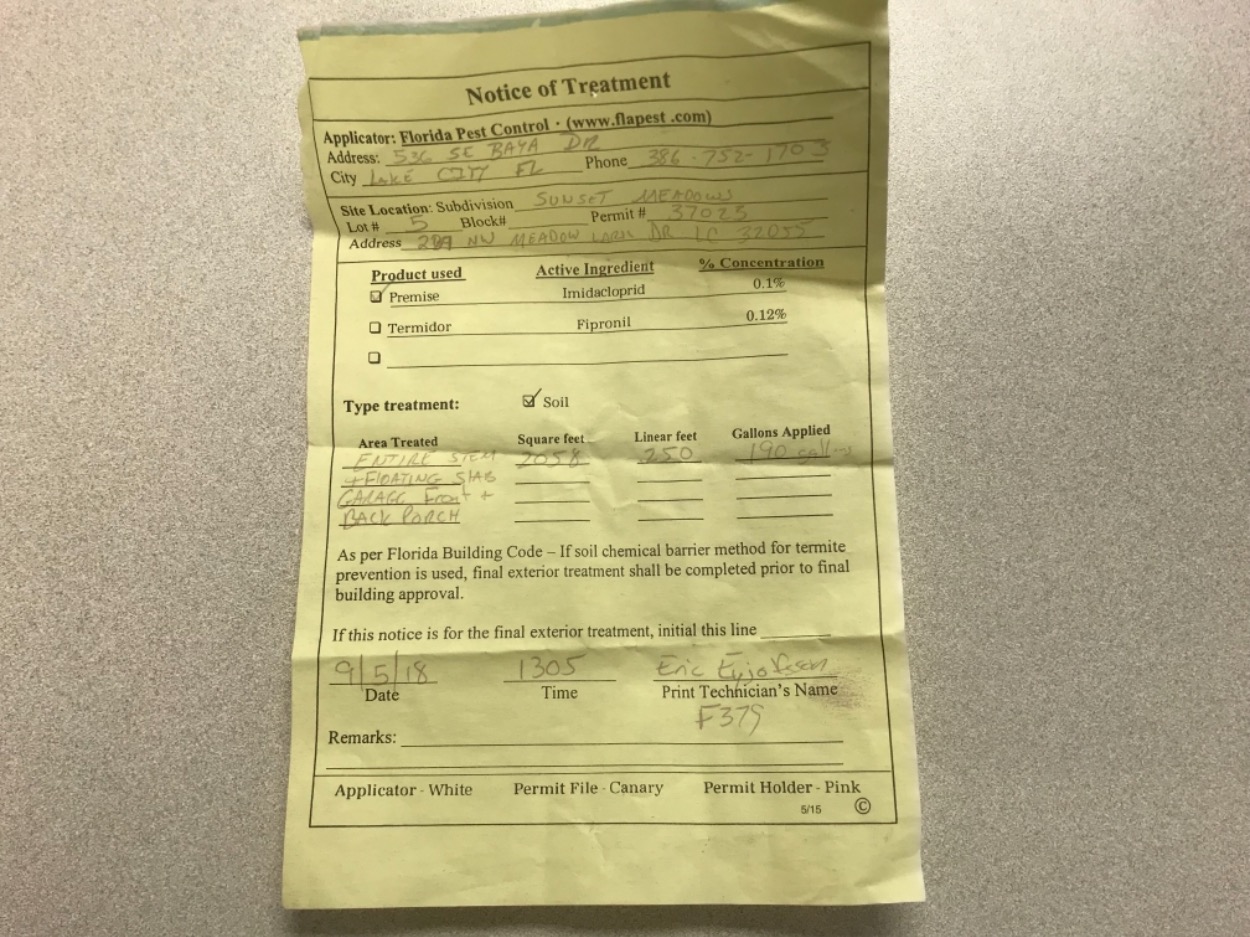 Notice of Treatment
Applicator: Florida Pest Control · (www.flapest .com)
Address: 536 SE BAYA DR
City LAKE CITY FL Phone 386-752-1703
Site Location: Subdivision SUNSET MEADOWS
Lot # 5 Block# Permit # 37025
Address NW MEADOW LARK DR LC 32055
Product used Active Ingredient % Concentration
☑ Premise Imidacloprid 0.1%
☐ Termidor Fipronil 0.12%
☐
Type treatment: ☑ Soil
Area Treated Square feet Linear feet Gallons Applied
ENTIRE STEM 2058 250 190 gallons
+ FLOATING SLAB
GARAGE Front +
BACK PORCH
As per Florida Building Code – If soil chemical barrier method for termite
prevention is used, final exterior treatment shall be completed prior to final
building approval.
If this notice is for the final exterior treatment, initial this line
9/5/18 1305 Eric
Date Time Print Technician's Name
F379
Remarks:
Applicator - White Permit File - Canary Permit Holder - Pink
5/15 ©